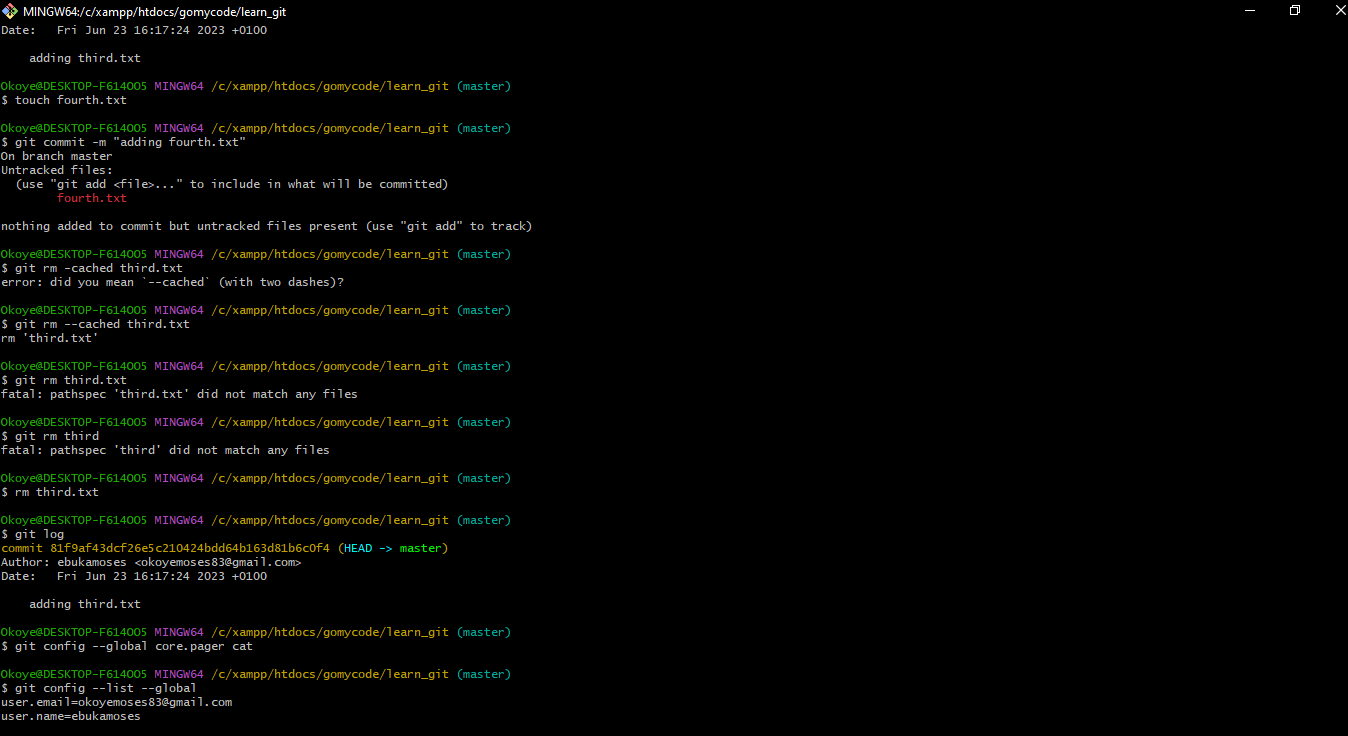 MINGW64:/c/xampp/htdocs/gomycode/learn_git
Date:   Fri Jun 23 16:17:24 2023 +0100
    adding third.txt
Okoye@DESKTOP-F614OO5 MINGW64 /c/xampp/htdocs/gomycode/learn_git (master)
$ touch fourth.txt
Okoye@DESKTOP-F614OO5 MINGW64 /c/xampp/htdocs/gomycode/learn_git (master)
$ git commit -m "adding fourth.txt"
On branch master
Untracked files:
  (use "git add <file>..." to include in what will be committed)
        fourth.txt
nothing added to commit but untracked files present (use "git add" to track)
Okoye@DESKTOP-F614OO5 MINGW64 /c/xampp/htdocs/gomycode/learn_git (master)
$ git rm -cached third.txt
error: did you mean `--cached` (with two dashes)?
Okoye@DESKTOP-F614OO5 MINGW64 /c/xampp/htdocs/gomycode/learn_git (master)
$ git rm --cached third.txt
rm 'third.txt'
Okoye@DESKTOP-F614OO5 MINGW64 /c/xampp/htdocs/gomycode/learn_git (master)
$ git rm third.txt
fatal: pathspec 'third.txt' did not match any files
Okoye@DESKTOP-F614OO5 MINGW64 /c/xampp/htdocs/gomycode/learn_git (master)
$ git rm third
fatal: pathspec 'third' did not match any files
Okoye@DESKTOP-F614OO5 MINGW64 /c/xampp/htdocs/gomycode/learn_git (master)
$ rm third.txt
Okoye@DESKTOP-F614OO5 MINGW64 /c/xampp/htdocs/gomycode/learn_git (master)
$ git log
commit 81f9af43dcf26e5c210424bdd64b163d81b6c0f4 (HEAD -> master)
Author: ebukamoses <okoyemoses83@gmail.com>
Date:   Fri Jun 23 16:17:24 2023 +0100
    adding third.txt
Okoye@DESKTOP-F614OO5 MINGW64 /c/xampp/htdocs/gomycode/learn_git (master)
$ git config --global core.pager cat
Okoye@DESKTOP-F614OO5 MINGW64 /c/xampp/htdocs/gomycode/learn_git (master)
$ git config --list --global
user.email=okoyemoses83@gmail.com
user.name=ebukamoses